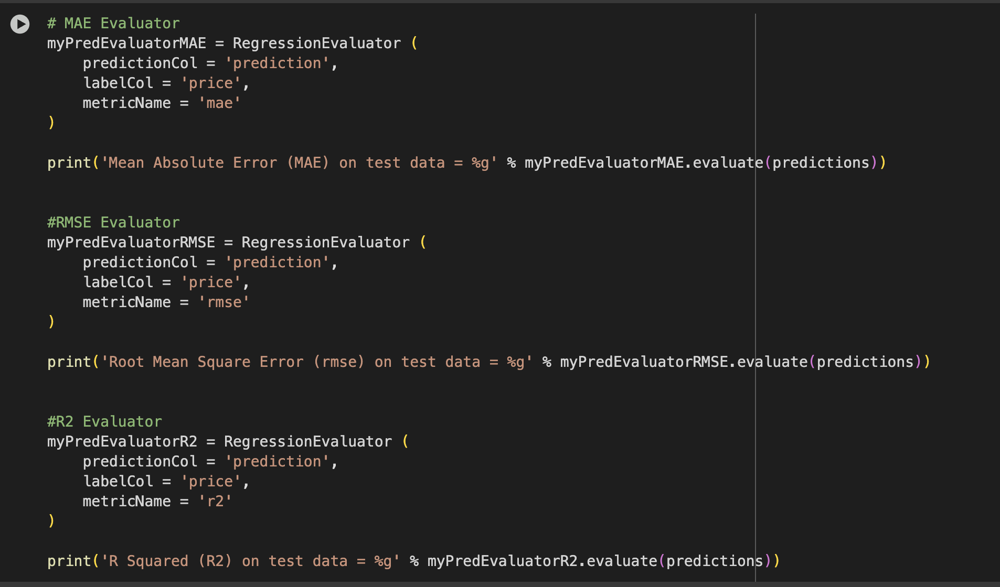 # MAE Evaluator
myPredEvaluatorMAE = RegressionEvaluator (
    predictionCol = 'prediction',
    labelCol = 'price',
    metricName = 'mae'
)
print('Mean Absolute Error (MAE) on test data = %g' % myPredEvaluatorMAE.evaluate(predictions))
#RMSE Evaluator
myPredEvaluatorRMSE = RegressionEvaluator (
    predictionCol = 'prediction',
    labelCol = 'price',
    metricName = 'rmse'
)
print('Root Mean Square Error (rmse) on test data = %g' % myPredEvaluatorRMSE.evaluate(predictions))
#R2 Evaluator
myPredEvaluatorR2 = RegressionEvaluator (
    predictionCol = 'prediction',
    labelCol = 'price',
    metricName = 'r2'
)
print('R Squared (R2) on test data = %g' % myPredEvaluatorR2.evaluate(predictions))